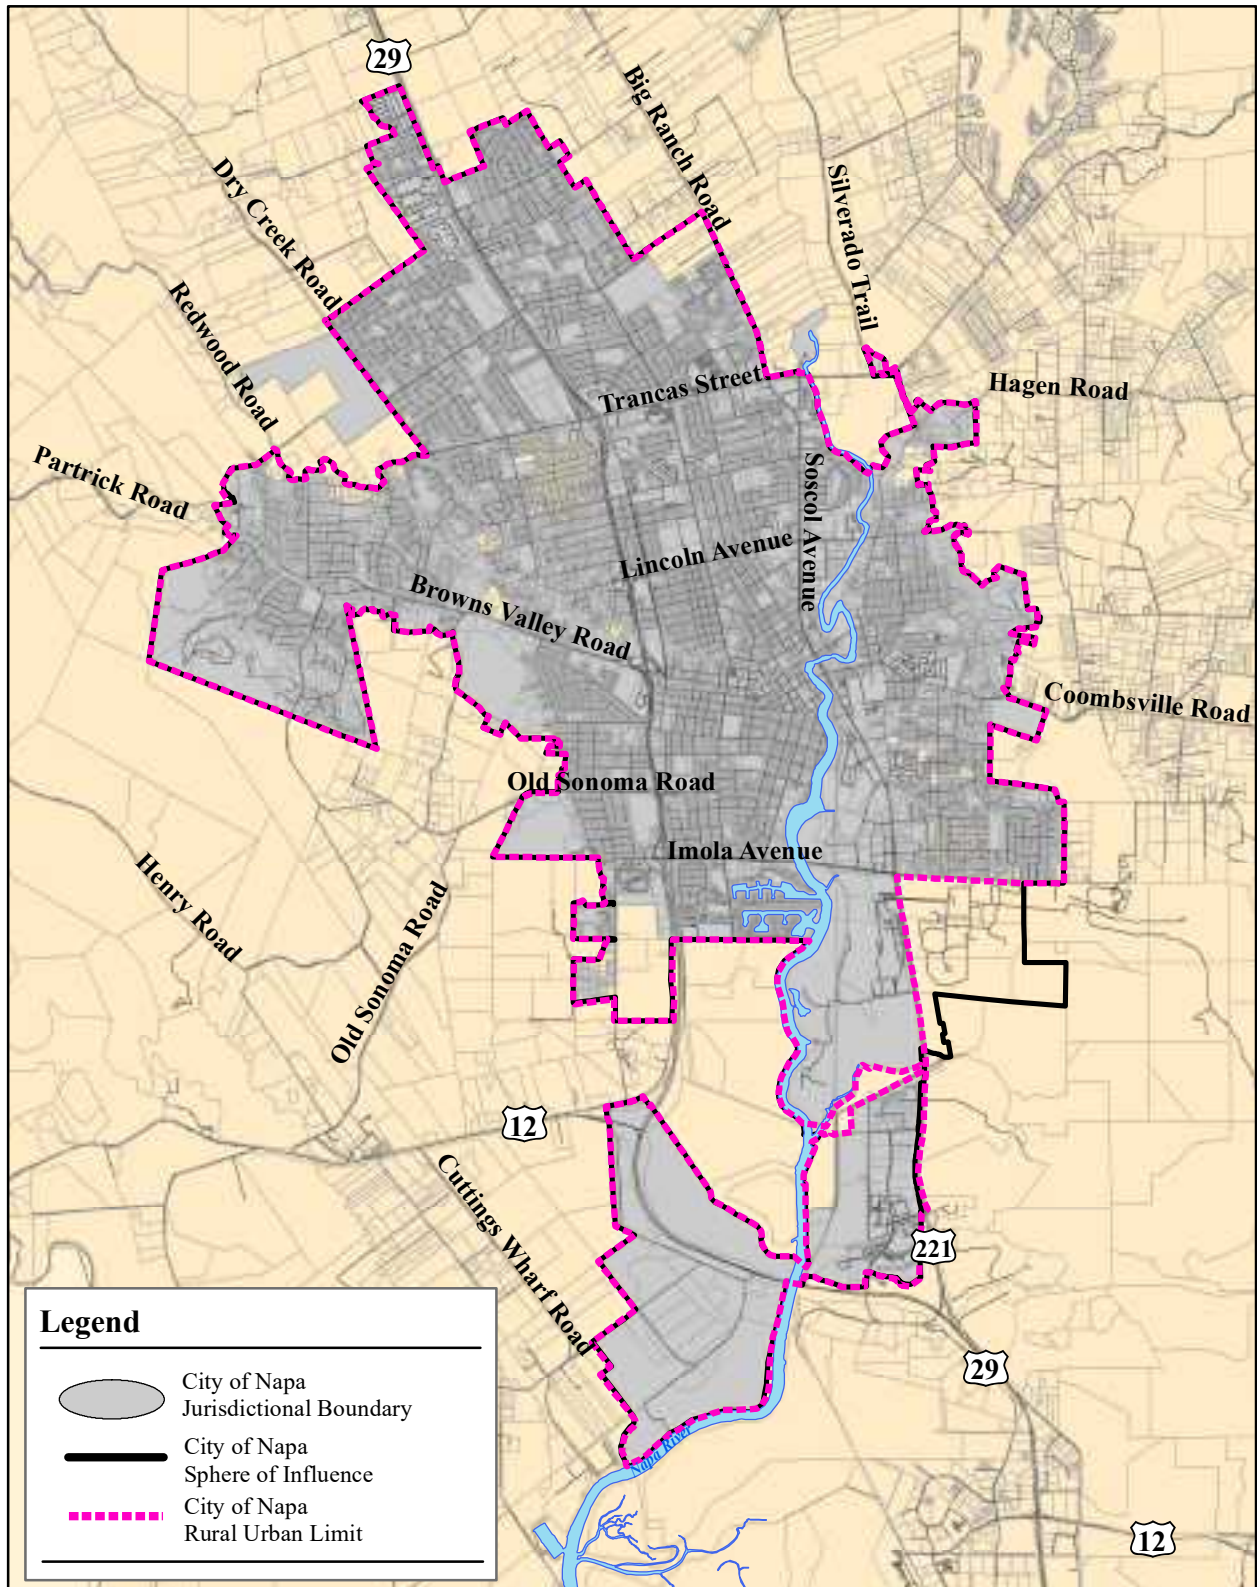 29
Big Ranch Road
Dry Creek Road
Silverado Trail
Redwood Road
Hagen Road
Trancas Street
Partrick Road
Soscol Avenue
Lincoln Avenue
Browns Valley Road
Coombsville Road
Old Sonoma Road
Imola Avenue
Henry Road
Old Sonoma Road
12
Cuttings Wharf Road
221
29
Napa River
12
Legend
City of Napa
Jurisdictional Boundary
City of Napa
Sphere of Influence
City of Napa
Rural Urban Limit